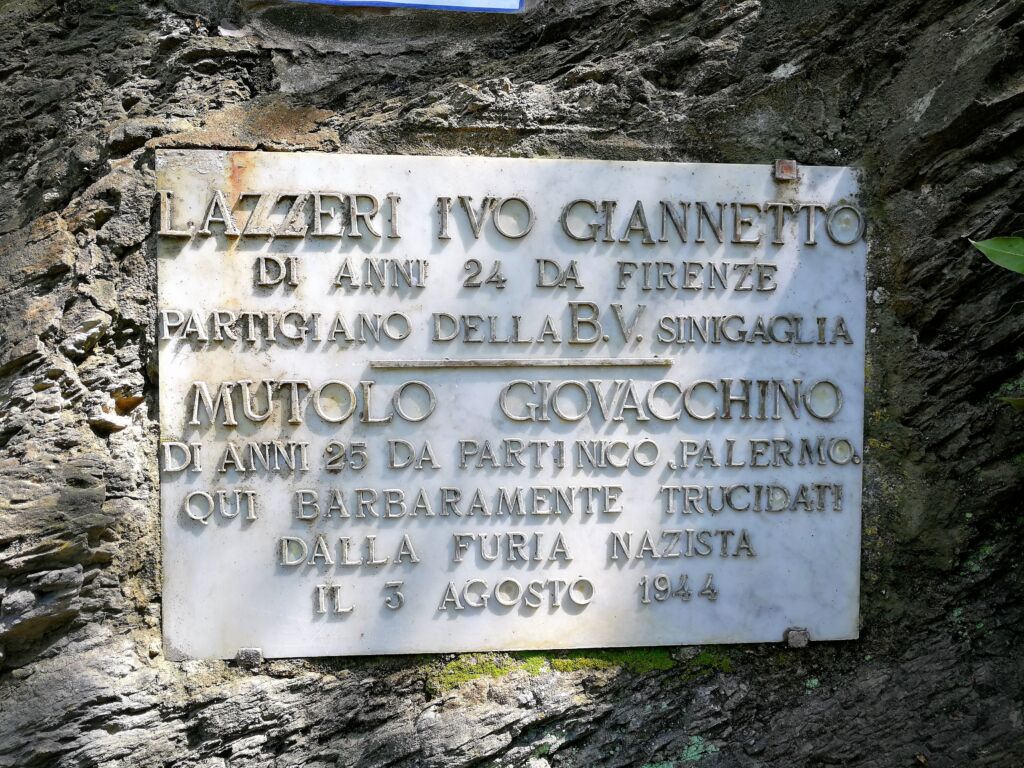 LAZZERI IVO GIANNETTO
DI ANNI 24 DA FIRENZE
PARTIGIANO DELLA B.V. SINIGAGLIA
MUTOLO GIOVACCHINO
DI ANNI 25 DA PARTINICO .PALERMO.
QUI BARBARAMENTE TRUCIDATI
DALLA FURIA NAZISTA
IL 3 AGOSTO 1944